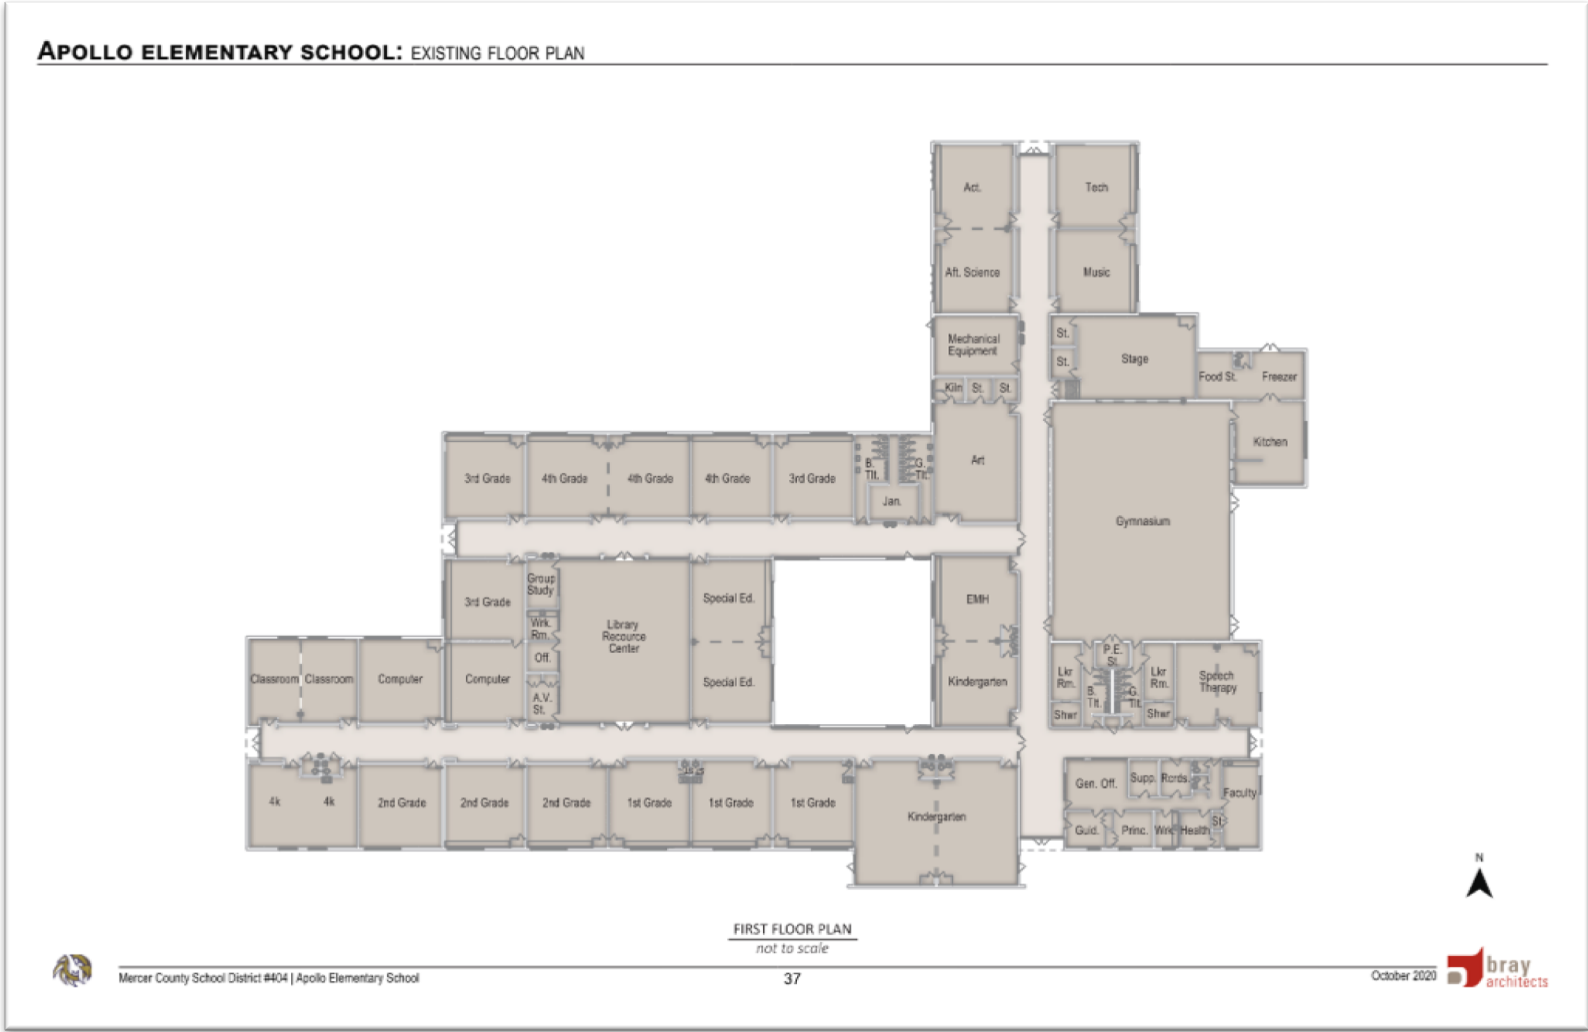 APOLLO ELEMENTARY SCHOOL: EXISTING FLOOR PLAN
Act.
Tech
Aft. Science
Music
Mechanical
Equipment
St.
St.
Stage
Food St.
Freezer
Kiln
St.
St.
Kitchen
Art
Gymnasium
3rd Grade
4th Grade
4th Grade
4th Grade
3rd Grade
B.
Tlt.
G.
Tlt.
Jan.
3rd Grade
Group
Study
Wrk.
Rm.
Off.
A.V.
St.
Library
Recource
Center
Special Ed.
Special Ed.
EMH
Kindergarten
Classroom
Classroom
Computer
Computer
Lkr
Rm.
P.E.
St.
Lkr
Rm.
B.
Tlt.
G.
Tlt.
Shwr
Shwr
Speech
Therapy
4k
4k
2nd Grade
2nd Grade
2nd Grade
1st Grade
1st Grade
1st Grade
Kindergarten
Gen. Off.
Supp.
Rcrds.
Faculty
Guid.
Princ.
Wrk.
Health
St.
N
FIRST FLOOR PLAN
not to scale
Mercer County School District #404 | Apollo Elementary School
37
October 2020
bray
architects